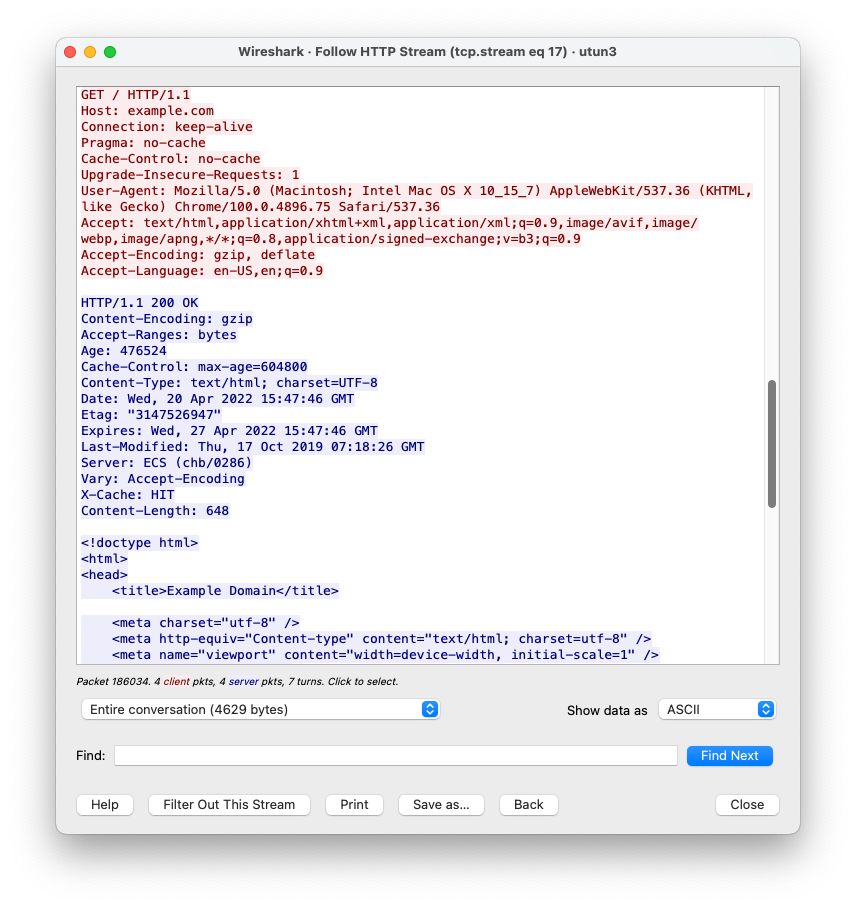 Wireshark · Follow HTTP Stream (tcp.stream eq 17) · utun3
GET / HTTP/1.1
Host: example.com
Connection: keep-alive
Pragma: no-cache
Cache-Control: no-cache
Upgrade-Insecure-Requests: 1
User-Agent: Mozilla/5.0 (Macintosh; Intel Mac OS X 10_15_7) AppleWebKit/537.36 (KHTML,
like Gecko) Chrome/100.0.4896.75 Safari/537.36
Accept: text/html,application/xhtml+xml,application/xml;q=0.9,image/avif,image/
webp,image/apng,*/*;q=0.8,application/signed-exchange;v=b3;q=0.9
Accept-Encoding: gzip, deflate
Accept-Language: en-US,en;q=0.9

HTTP/1.1 200 OK
Content-Encoding: gzip
Accept-Ranges: bytes
Age: 476524
Cache-Control: max-age=604800
Content-Type: text/html; charset=UTF-8
Date: Wed, 20 Apr 2022 15:47:46 GMT
Etag: "3147526947"
Expires: Wed, 27 Apr 2022 15:47:46 GMT
Last-Modified: Thu, 17 Oct 2019 07:18:26 GMT
Server: ECS (chb/0286)
Vary: Accept-Encoding
X-Cache: HIT
Content-Length: 648

<!doctype html>
<html>
<head>
    <title>Example Domain</title>

    <meta charset="utf-8" />
    <meta http-equiv="Content-type" content="text/html; charset=utf-8" />
    <meta name="viewport" content="width=device-width, initial-scale=1" />
Packet 186034. 4 client pkts, 4 server pkts, 7 turns. Click to select.
Entire conversation (4629 bytes) Show data as ASCII
Find: Find Next
Help Filter Out This Stream Print Save as… Back Close